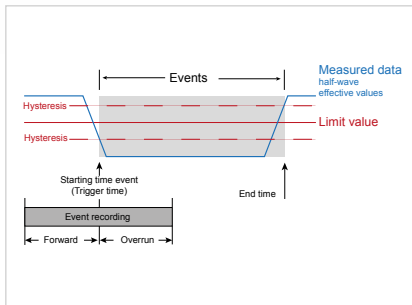 Events
Measured data
half-wave
effective values
Hysteresis
Limit value
Hysteresis
Starting time event
(Trigger time)
End time
Event recording
Forward
Overrun